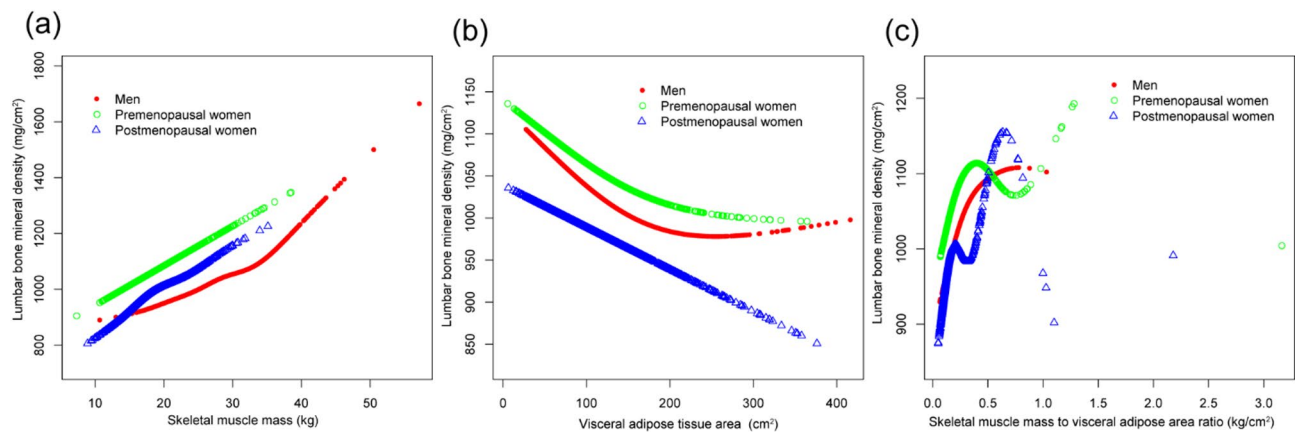 (a)
Lumbar bone mineral density (mg/cm²)
1800
1600
1400
1200
1000
800
Men
Premenopausal women
Postmenopausal women
10 20 30 40 50
Skeletal muscle mass (kg)
(b)
Lumbar bone mineral density (mg/cm²)
1150
1100
1050
1000
950
900
850
Men
Premenopausal women
Postmenopausal women
0 100 200 300 400
Visceral adipose tissue area (cm²)
(c)
Lumbar bone mineral density (mg/cm²)
1200
1100
1000
900
Men
Premenopausal women
Postmenopausal women
0.0 0.5 1.0 1.5 2.0 2.5 3.0
Skeletal muscle mass to visceral adipose area ratio (kg/cm²)